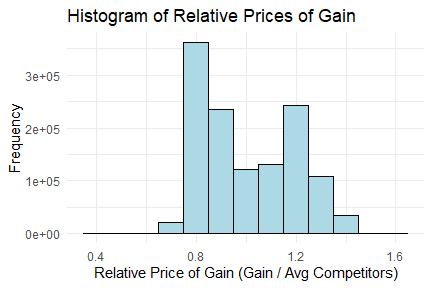 Histogram of Relative Prices of Gain
Frequency
3e+05
2e+05
1e+05
0e+00
0.4 0.8 1.2 1.6
Relative Price of Gain (Gain / Avg Competitors)